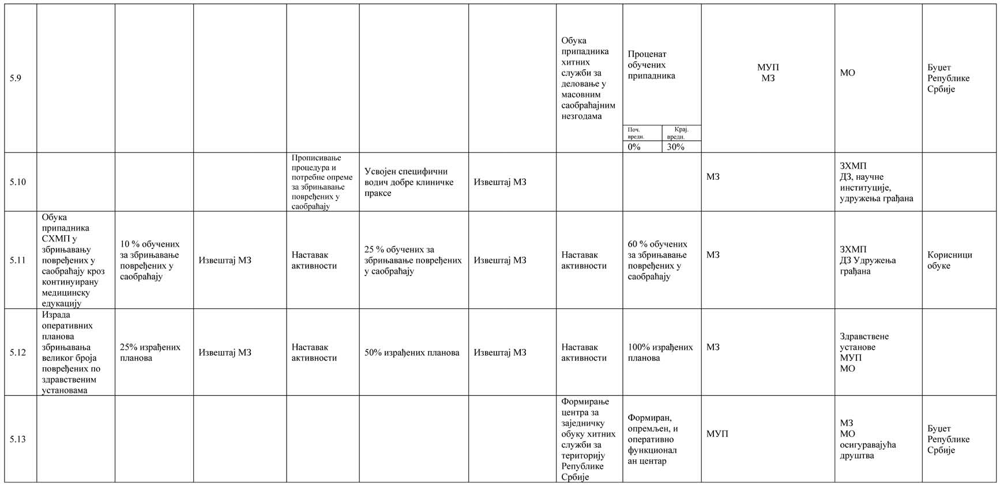 5.9
Обука
припадника
хитних
служби за
деловање у
масовним
саобраћајним
незгодама
Проценат
обучених
припадника
Поч.
вредн.
Крај.
вредн.
0%
30%
МУП
МЗ
МО
Буџет
Републике
Србије
5.10
Прописивање
процедура и
потребне опреме
за збрињавање
повређених у
саобраћају
Усвојен специфични
водич добре клиничке
праксе
Извештај МЗ
МЗ
ЗХМП
ДЗ, научне
институције,
удружења грађана
5.11
Обука
припадника
СХМП у
збрињавању
повређених у
саобраћају кроз
континуирану
медицинску
едукацију
10 % обучених
за збрињавање
повређених у
саобраћају
Извештај МЗ
Наставак
активности
25 % обучених за
збрињавање повређених
у саобраћају
Извештај МЗ
Наставак
активности
60 % обучених
за збрињавање
повређених у
саобраћају
МЗ
ЗХМП
ДЗ Удружења
грађана
Корисници
обуке
5.12
Израда
оперативних
планова
збрињавања
великог броја
повређених по
здравственим
установама
25% израђених
планова
Извештај МЗ
Наставак
активности
50% израђених планова
Извештај МЗ
Наставак
активности
100% израђених
планова
МЗ
Здравствене
установе
МУП
МО
5.13
Формирање
центра за
заједничку
обуку хитних
служби за
територију
Републике
Србије
Формиран,
опремљен, и
оперативно
функционал
ан центар
МУП
МЗ
МО
осигуравајућа
друштва
Буџет
Републике
Србије